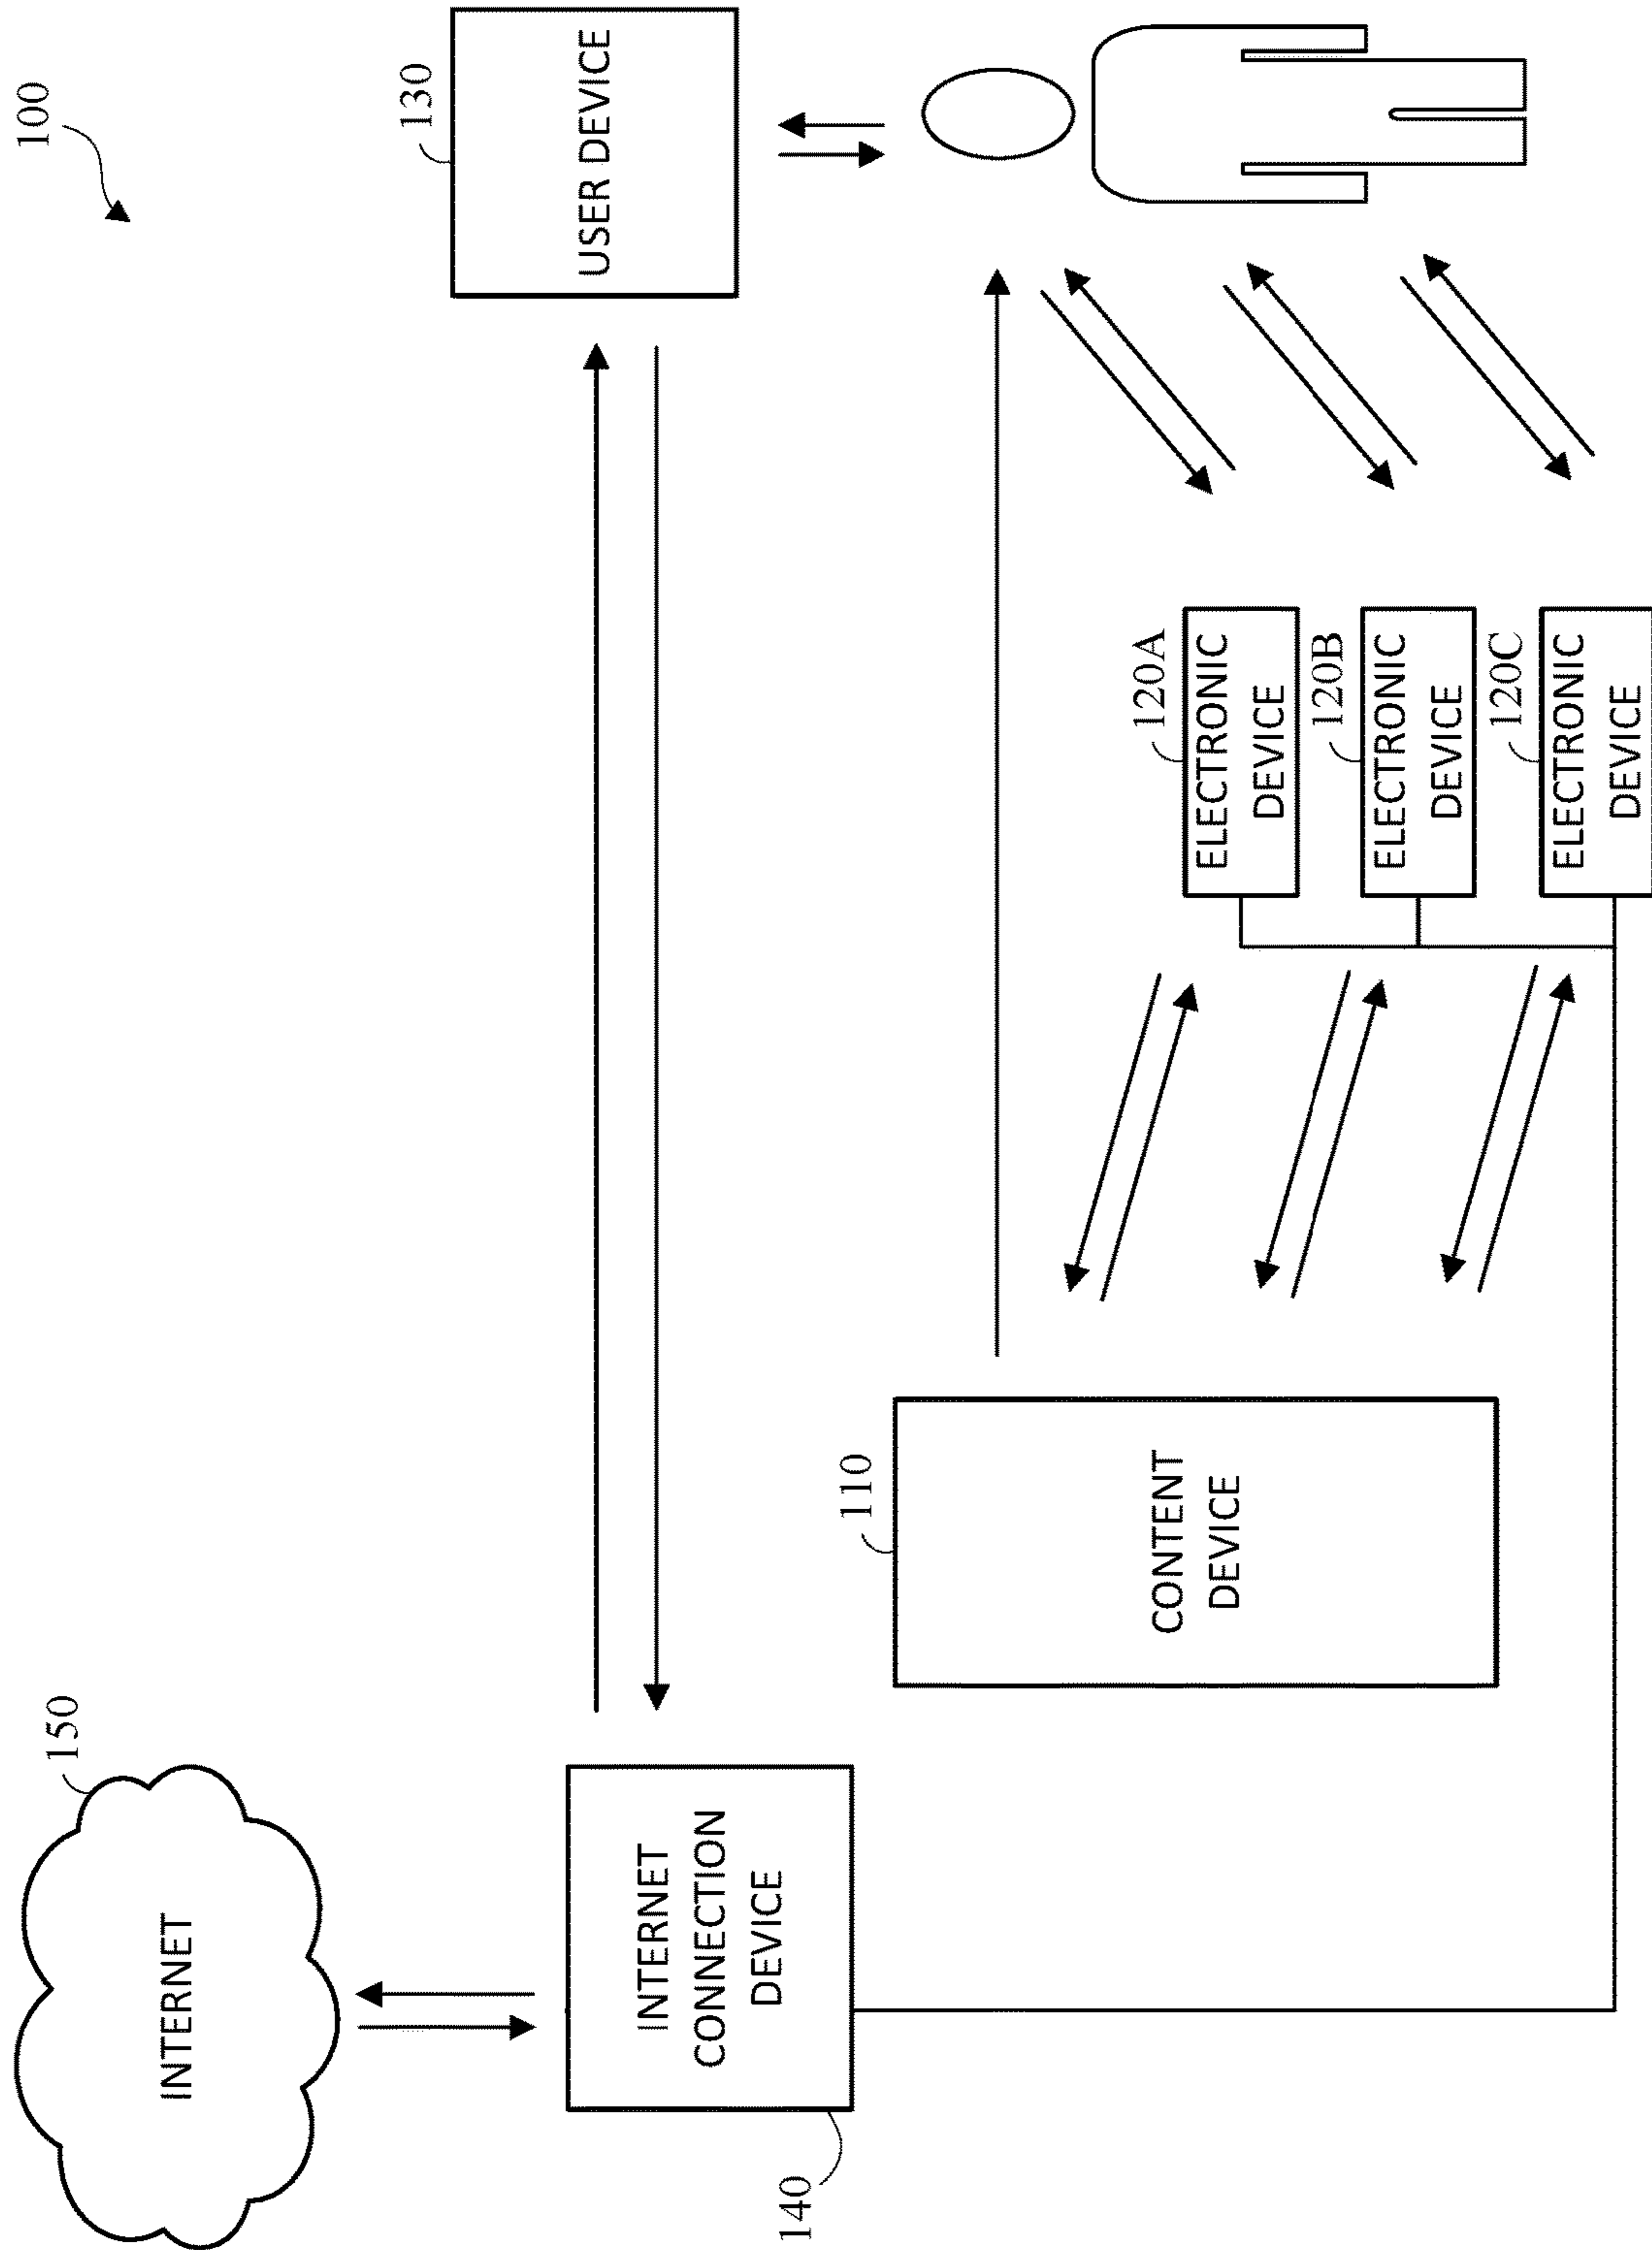 100
150
INTERNET
130
USER DEVICE
140
INTERNET
CONNECTION
DEVICE
110
CONTENT
DEVICE
120A
ELECTRONIC
DEVICE
120B
ELECTRONIC
DEVICE
120C
ELECTRONIC
DEVICE